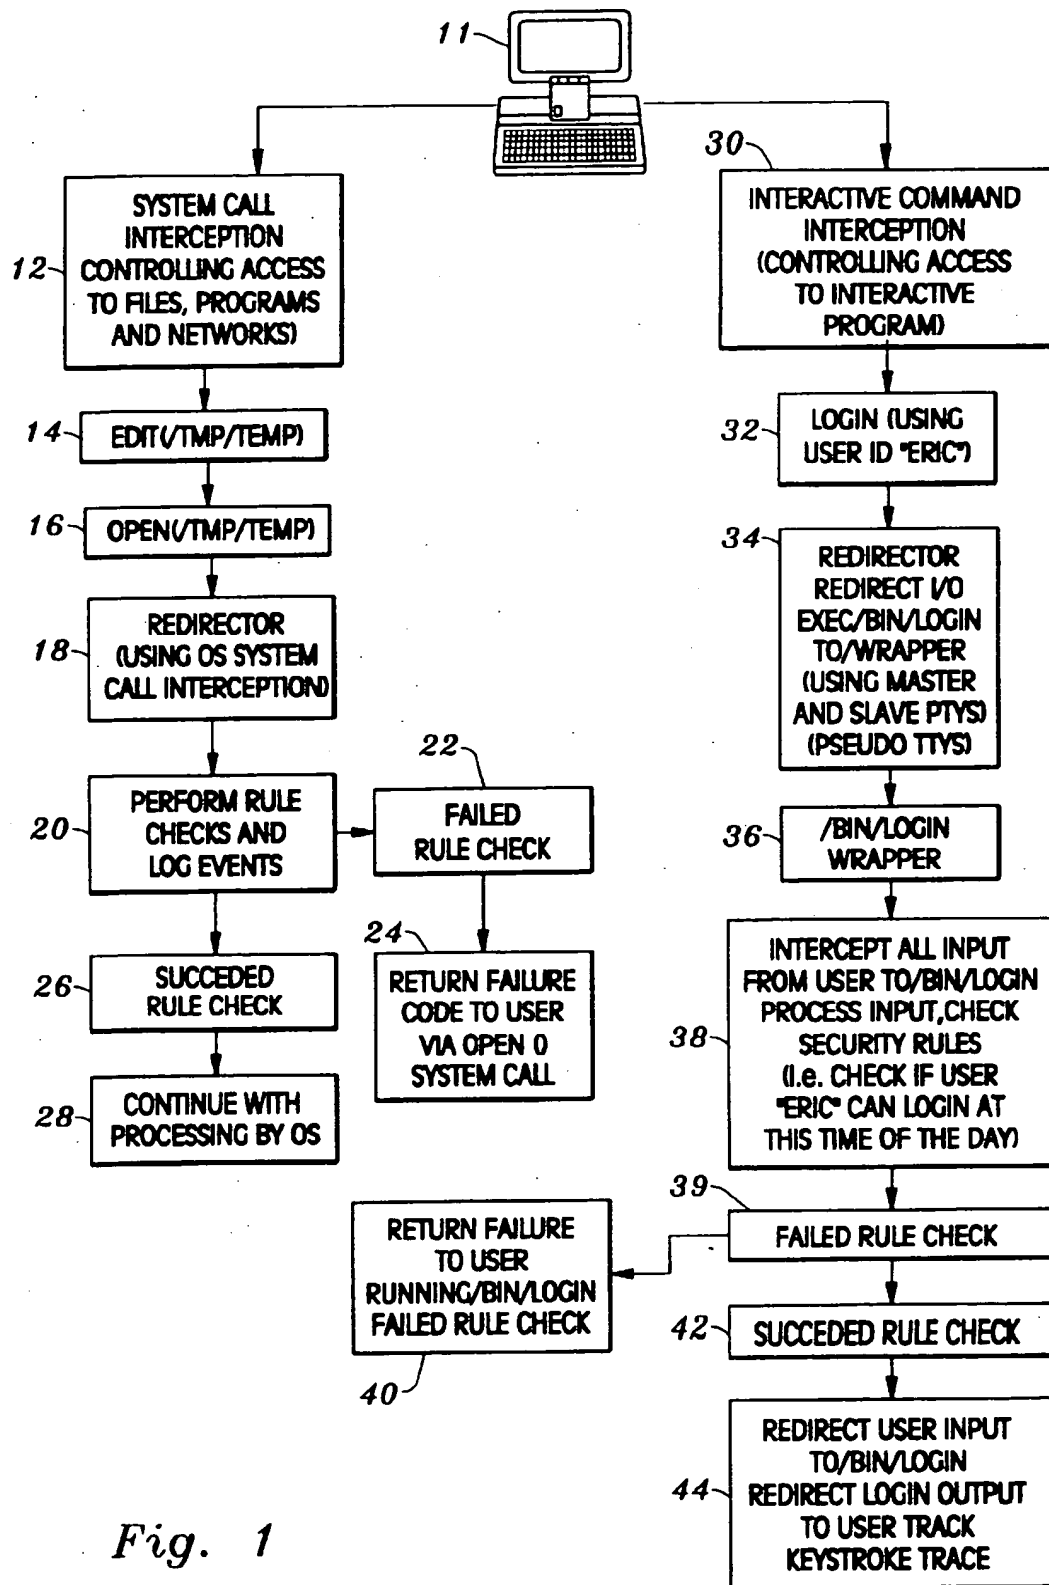 11
12
SYSTEM CALL
INTERCEPTION
CONTROLLING ACCESS
TO FILES, PROGRAMS
AND NETWORKS)
14
EDIT(/TMP/TEMP)
16
OPEN(/TMP/TEMP)
18
REDIRECTOR
(USING OS SYSTEM
CALL INTERCEPTION)
20
PERFORM RULE
CHECKS AND
LOG EVENTS
22
FAILED
RULE CHECK
24
RETURN FAILURE
CODE TO USER
VIA OPEN ()
SYSTEM CALL
26
SUCCEDED
RULE CHECK
28
CONTINUE WITH
PROCESSING BY OS
30
INTERACTIVE COMMAND
INTERCEPTION
(CONTROLLING ACCESS
TO INTERACTIVE
PROGRAM)
32
LOGIN (USING
USER ID "ERIC")
34
REDIRECTOR
REDIRECT I/O
EXEC/BIN/LOGIN
TO/WRAPPER
(USING MASTER
AND SLAVE PTYS)
(PSEUDO TTYS)
36
/BIN/LOGIN
WRAPPER
38
INTERCEPT ALL INPUT
FROM USER TO/BIN/LOGIN
PROCESS INPUT,CHECK
SECURITY RULES
(I.e. CHECK IF USER
"ERIC" CAN LOGIN AT
THIS TIME OF THE DAY)
39
FAILED RULE CHECK
RETURN FAILURE
TO USER
RUNNING/BIN/LOGIN
FAILED RULE CHECK
40
42
SUCCEDED RULE CHECK
44
REDIRECT USER INPUT
TO/BIN/LOGIN
REDIRECT LOGIN OUTPUT
TO USER TRACK
KEYSTROKE TRACE
Fig. 1